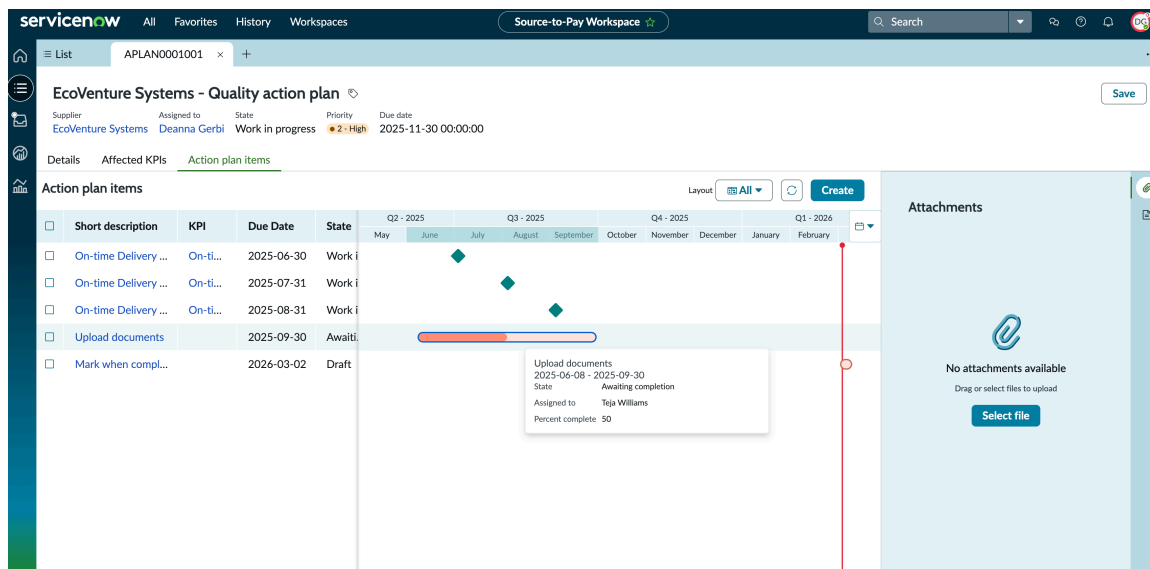 servicenow All Favorites History Workspaces Source-to-Pay Workspace Search DG
List APLAN0001001 × +
EcoVenture Systems - Quality action plan Save
Supplier Assigned to State Priority Due date
EcoVenture Systems Deanna Gerbi Work in progress 2 - High 2025-11-30 00:00:00
Details Affected KPIs Action plan items
Action plan items Layout All Create
Attachments
Short description KPI Due Date State
Q2 - 2025 Q3 - 2025 Q4 - 2025 Q1 - 2026
May June July August September October November December January February
On-time Delivery ... On-ti... 2025-06-30 Work i
On-time Delivery ... On-ti... 2025-07-31 Work i
On-time Delivery ... On-ti... 2025-08-31 Work i
Upload documents 2025-09-30 Awaiti.
Mark when compl... 2026-03-02 Draft
Upload documents
2025-06-08 - 2025-09-30
State Awaiting completion
Assigned to Teja Williams
Percent complete 50
No attachments available
Drag or select files to upload
Select file